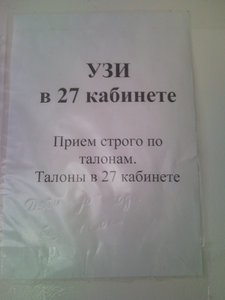 УЗИ
в 27 кабинете
Прием строго по
талонам.
Талоны в 27 кабинете